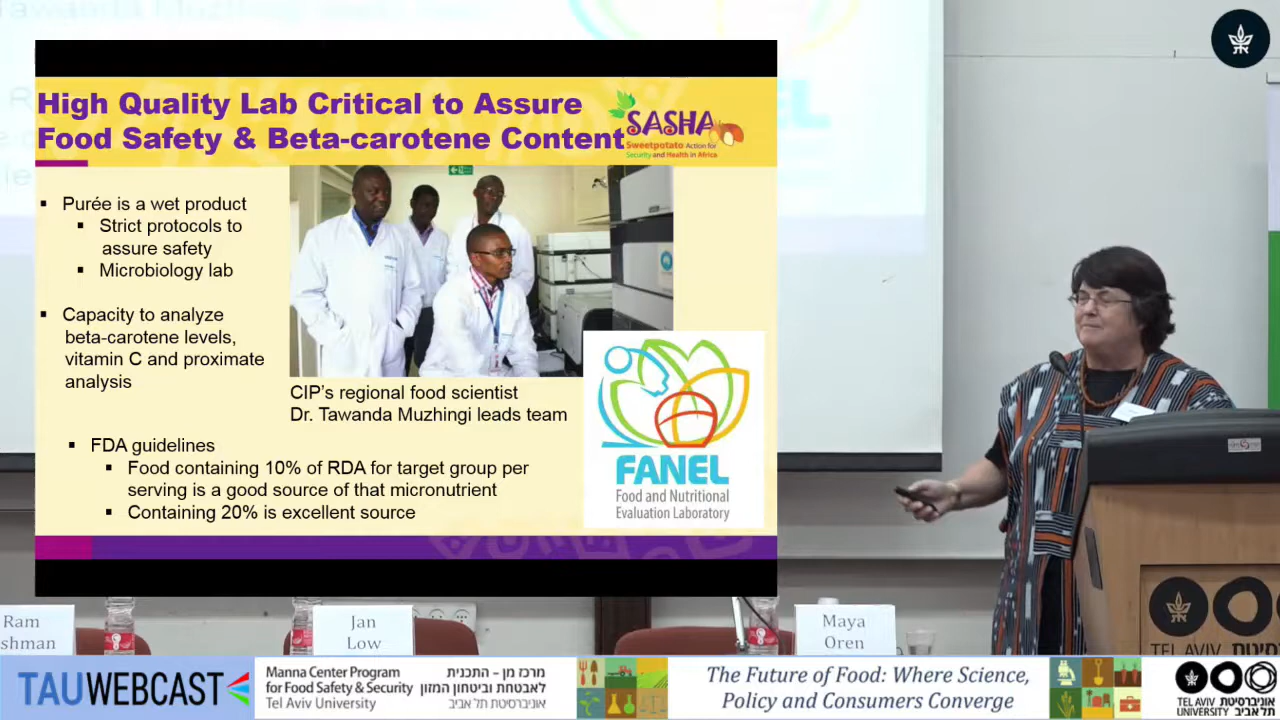 High Quality Lab Critical to Assure
Food Safety & Beta-carotene Content
SASHA
Sweetpotato Action for
Security and Health in Africa
▪ Purée is a wet product
▪ Strict protocols to
assure safety
▪ Microbiology lab
▪ Capacity to analyze
beta-carotene levels,
vitamin C and proximate
analysis
CIP's regional food scientist
Dr. Tawanda Muzhingi leads team
▪ FDA guidelines
▪ Food containing 10% of RDA for target group per
serving is a good source of that micronutrient
▪ Containing 20% is excellent source
FANEL
Food and Nutritional
Evaluation Laboratory
Ram
shman
Jan
Low
Maya
Oren
TEL AVIV
אוניברסיטת
TAUWEBCAST
Manna Center Program
for Food Safety & Security
Tel Aviv University
מרכז מן - התכנית
לאבטחת וביטחון המזון
אוניברסיטת תל אביב
The Future of Food: Where Science,
Policy and Consumers Converge
TEL AVIV אוניברסיטת
UNIVERSITY תל אביב